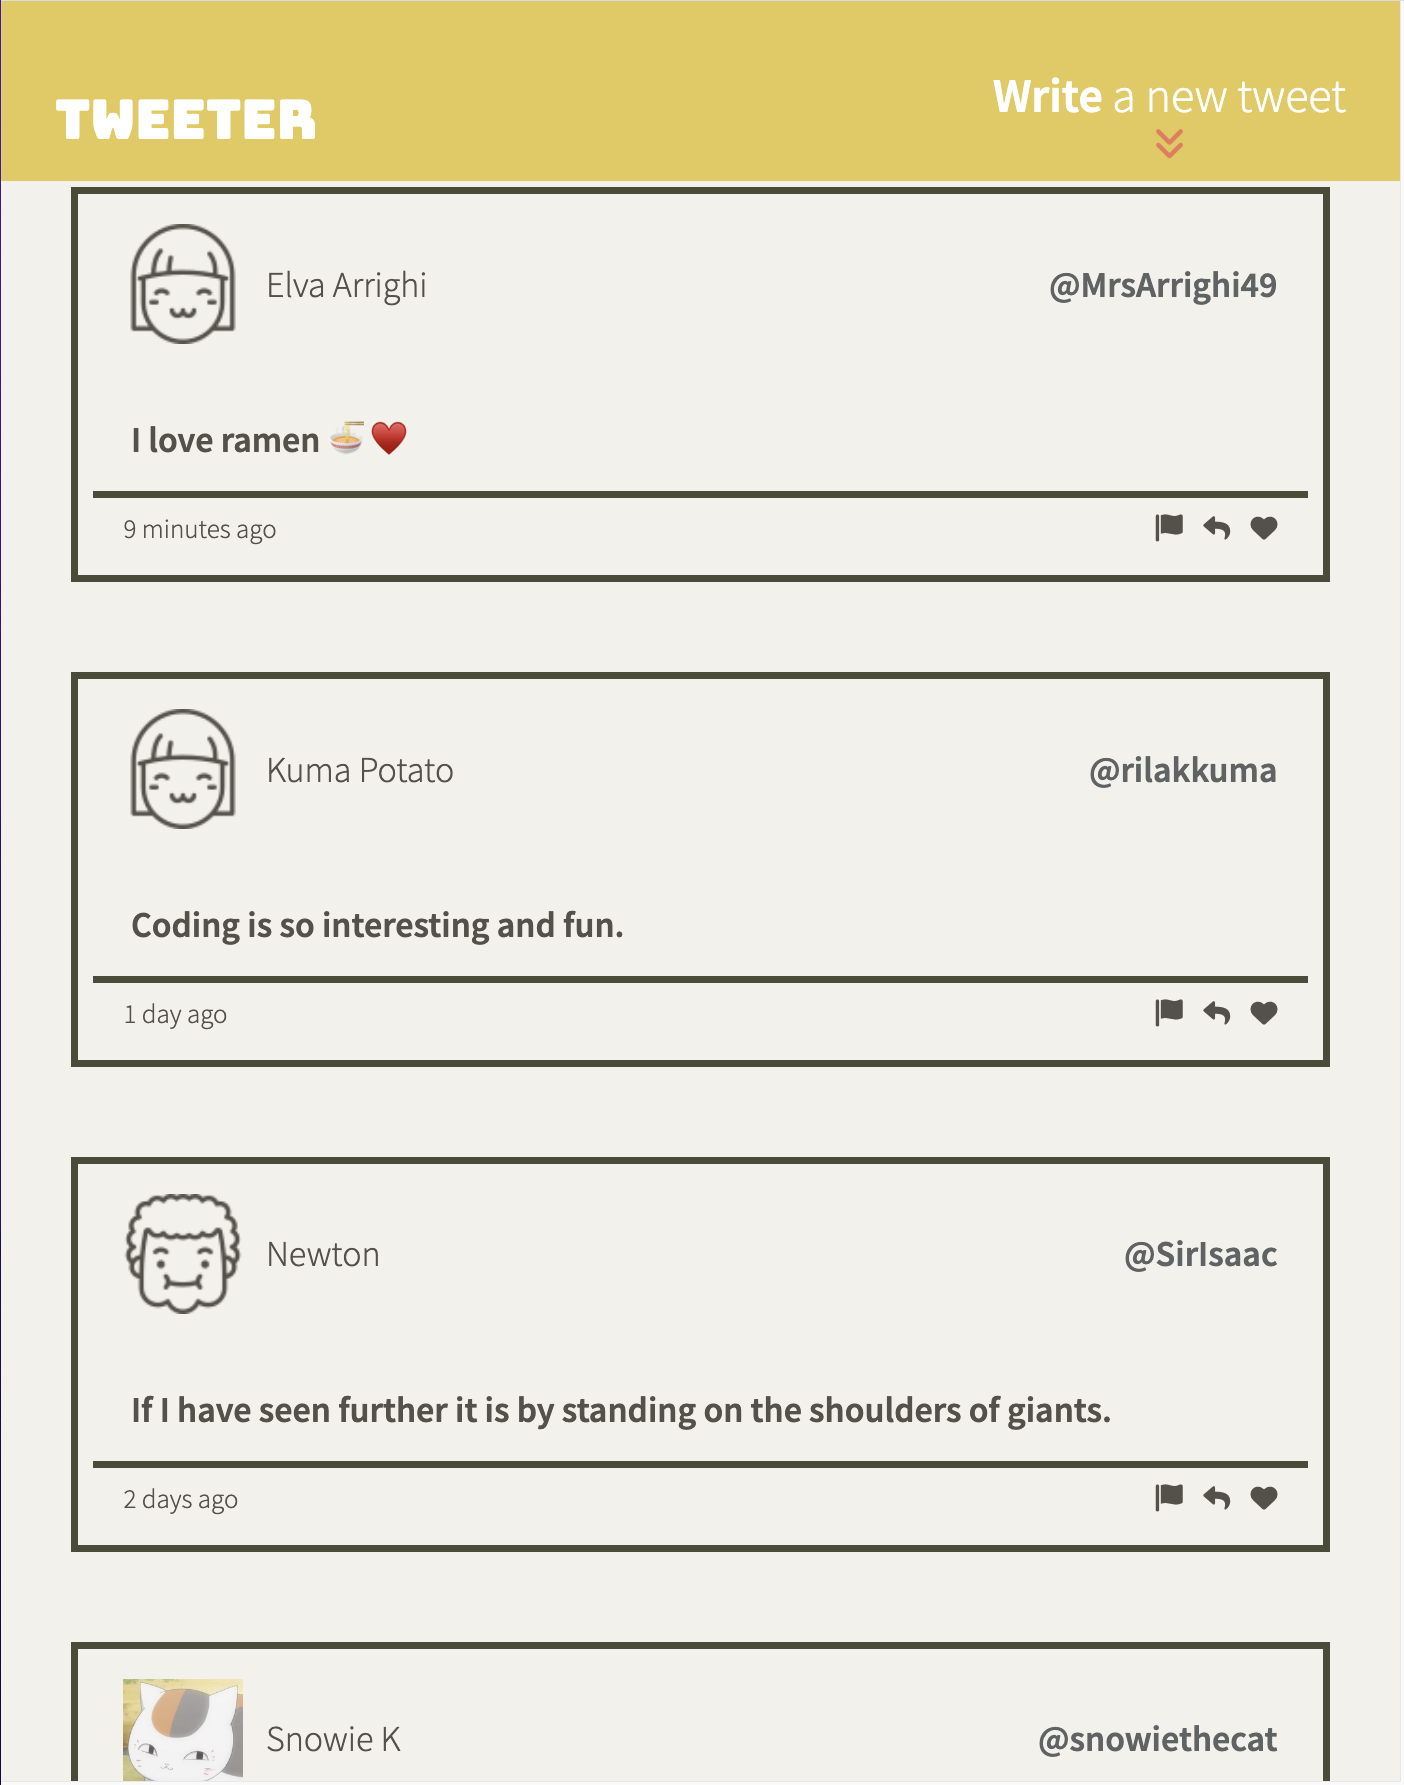 TWEETER
Write a new tweet
Elva Arrighi
@MrsArrighi49
I love ramen 🍜❤️
9 minutes ago
Kuma Potato
@rilakkuma
Coding is so interesting and fun.
1 day ago
Newton
@SirIsaac
If I have seen further it is by standing on the shoulders of giants.
2 days ago
Snowie K
@snowiethecat